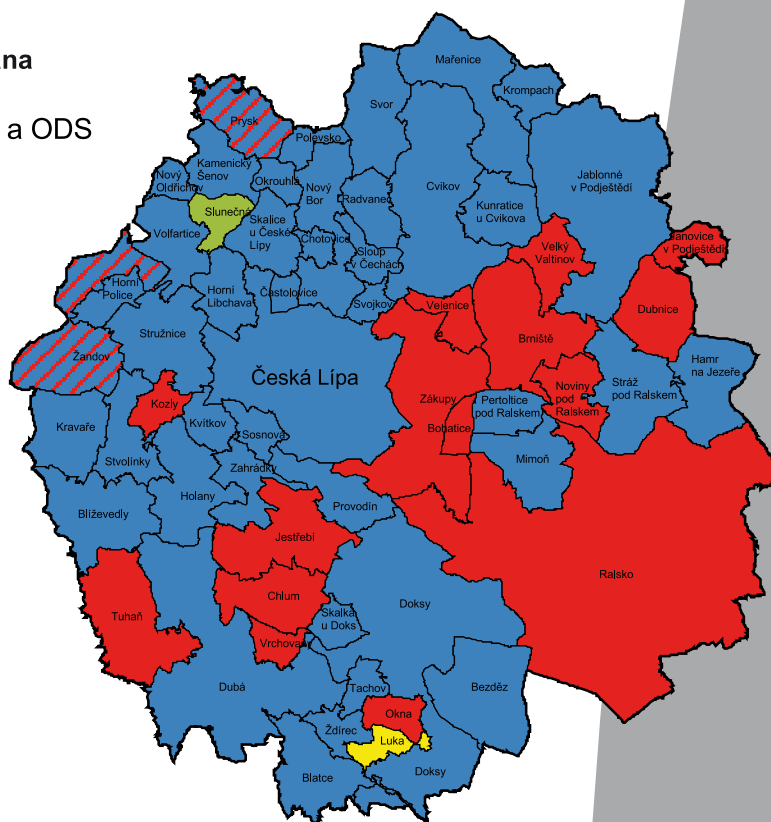 na
a ODS
Mařenice
Krompach
Svor
Prysk
Polevsko
Kamenický
Šenov
Nový
Oldřichov
Okrouhlá
Nový
Bor
Radvanec
Cvikov
Jablonné
v Podještědí
Kunratice
u Cvikova
Slunečná
Skalice
u České
Lípy
Volfartice
Chotovice
Sloup
v Čechách
Velký
Valtinov
Janovice
v Podještědí
Horní
Police
Horní
Libchava
Častolovice
Svojkov
Velenice
Dubnice
Stružnice
Brniště
Žandov
Česká Lípa
Hamr
na Jezeře
Stráž
pod Ralskem
Noviny
pod
Ralskem
Pertoltice
pod Ralskem
Zákupy
Kozly
Kravaře
Kvítkov
Bohatice
Sosnová
Stvolínky
Zahrádky
Mimoň
Holany
Provodín
Blíževedly
Jestřebí
Ralsko
Chlum
Doksy
Tuhaň
Skalka
u Doks
Vrchovany
Dubá
Tachov
Bezděz
Okna
Ždírec
Luka
Blatce
Doksy